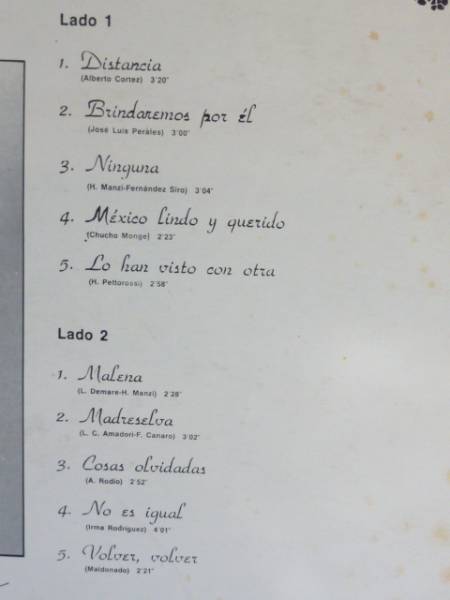 Lado 1
1. Distancia
(Alberto Cortez) 3'20"
2. Brindaremos por él
(José Luis Peráles) 3'00"
3. Ninguna
(H. Manzi-Fernández Siro) 3'04"
4. México lindo y querido
(Chucho Monge) 2'23"
5. Lo han visto con otra
(H. Pettorossi) 2'58"
Lado 2
1. Malena
(L. Demare-H. Manzi) 2'28"
2. Madreselva
(L. C. Amadori-F. Canaro) 3'02"
3. Cosas olvidadas
(A. Rodio) 2'52"
4. No es igual
(Irma Rodríguez) 4'01"
5. Volver, volver
(Maldonado) 2'21"